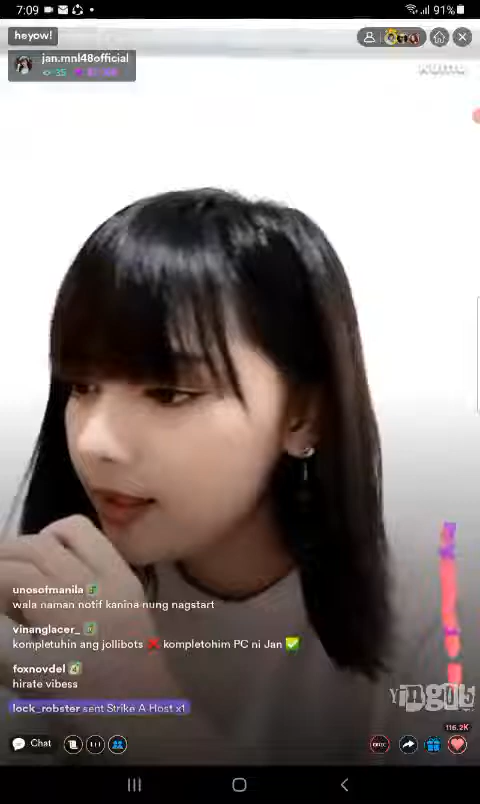 7:09
91%
heyow!
jan.mnl48official
35
kumu
unosofmanila
wala naman notif kanina nung nagstart
vinanglacer_
kompletuhin ang jollibots ❌ kompletohim PC ni Jan ✅
foxnovdel
hirate vibess
lock_robster sent Strike A Host x1
116.2K
Chat